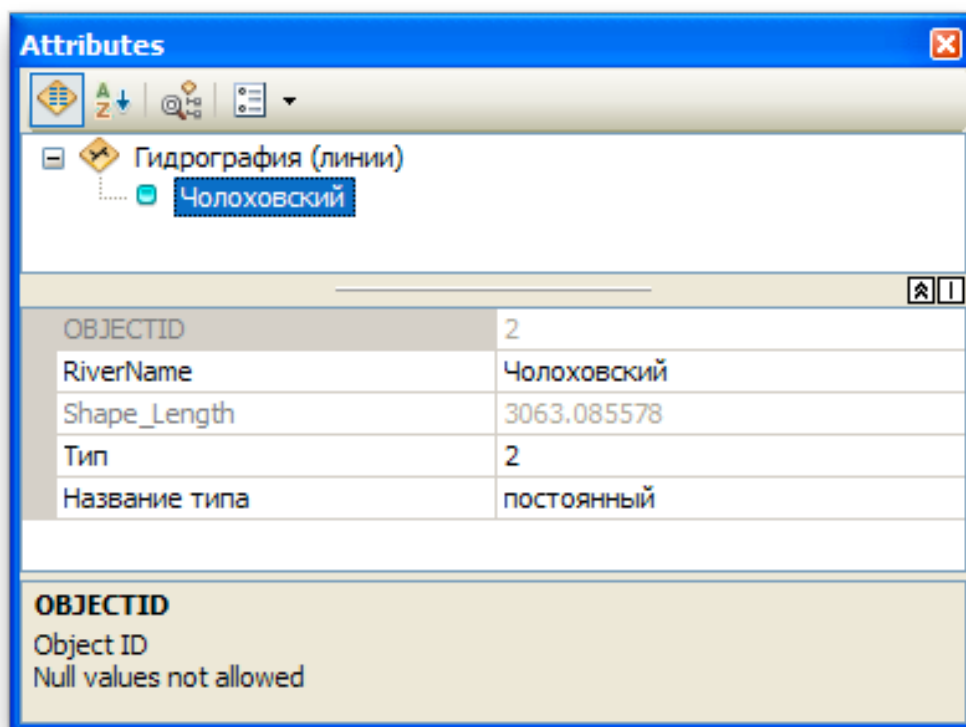 Attributes
Гидрография (линии)
Чолоховский
OBJECTID 2
RiverName Чолоховский
Shape_Length 3063.085578
Тип 2
Название типа постоянный
OBJECTID
Object ID
Null values not allowed